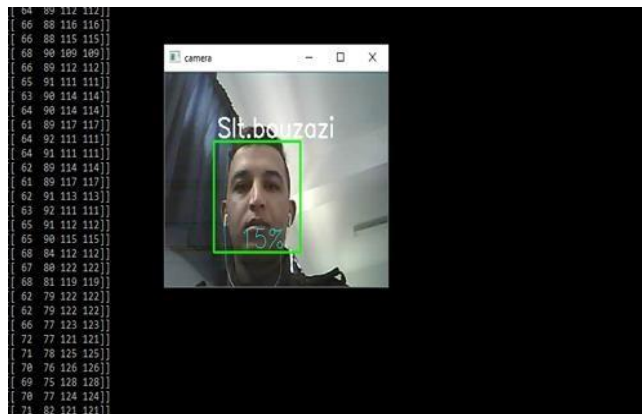 [ 64  89 112 112]]
[ 66  88 116 116]]
[ 66  88 115 115]]
[ 68  90 109 109]]
[ 66  89 112 112]]
[ 65  91 111 111]]
[ 63  90 114 114]]
[ 64  90 114 114]]
[ 61  89 117 117]]
[ 64  92 111 111]]
[ 64  91 111 111]]
[ 62  89 114 114]]
[ 61  89 117 117]]
[ 62  91 113 113]]
[ 63  92 111 111]]
[ 65  91 112 112]]
[ 65  90 115 115]]
[ 68  84 112 112]]
[ 67  80 122 122]]
[ 68  81 119 119]]
[ 62  79 122 122]]
[ 62  79 122 122]]
[ 66  77 123 123]]
[ 72  77 121 121]]
[ 71  78 125 125]]
[ 70  76 126 126]]
[ 69  75 128 128]]
[ 70  77 124 124]]
[ 71  82 121 121]]
camera
Slt.bouzazi
15%